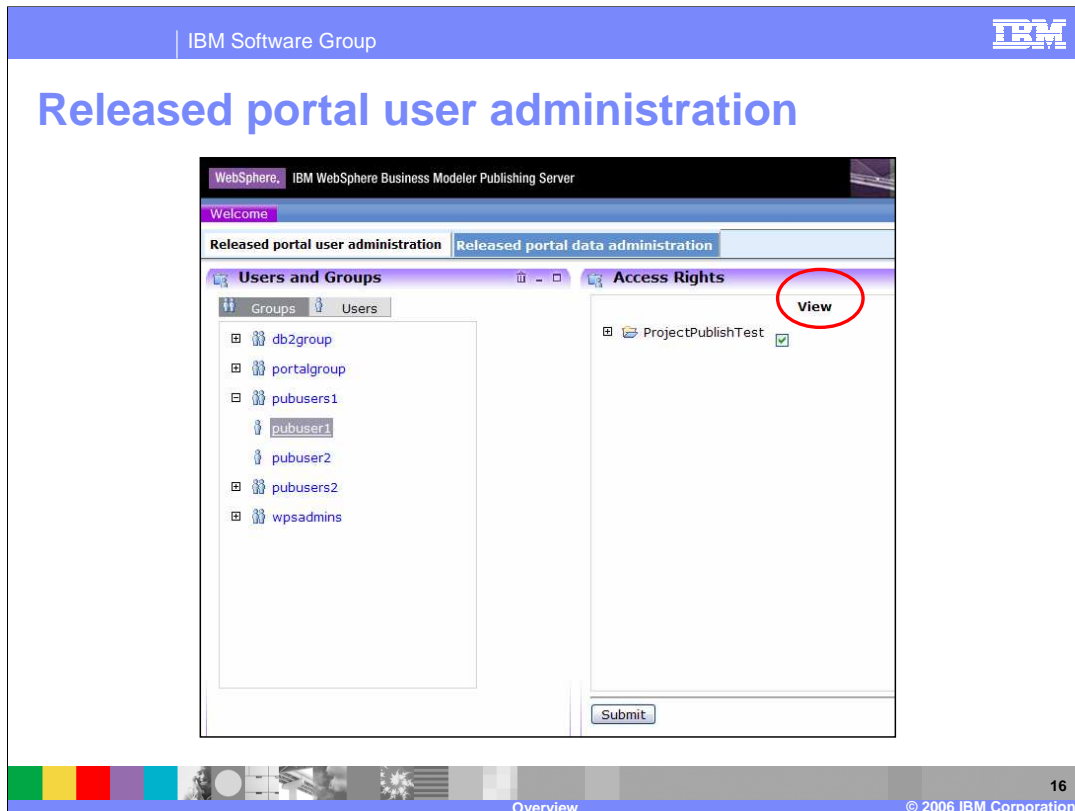 IBM Software Group
IBM
Released portal user administration
WebSphere. IBM WebSphere Business Modeler Publishing Server
Welcome
Released portal user administration Released portal data administration
Users and Groups
Access Rights
Groups Users
View
db2group
ProjectPublishTest
portalgroup
pubusers1
pubuser1
pubuser2
pubusers2
wpsadmins
Submit
16
Overview
© 2006 IBM Corporation